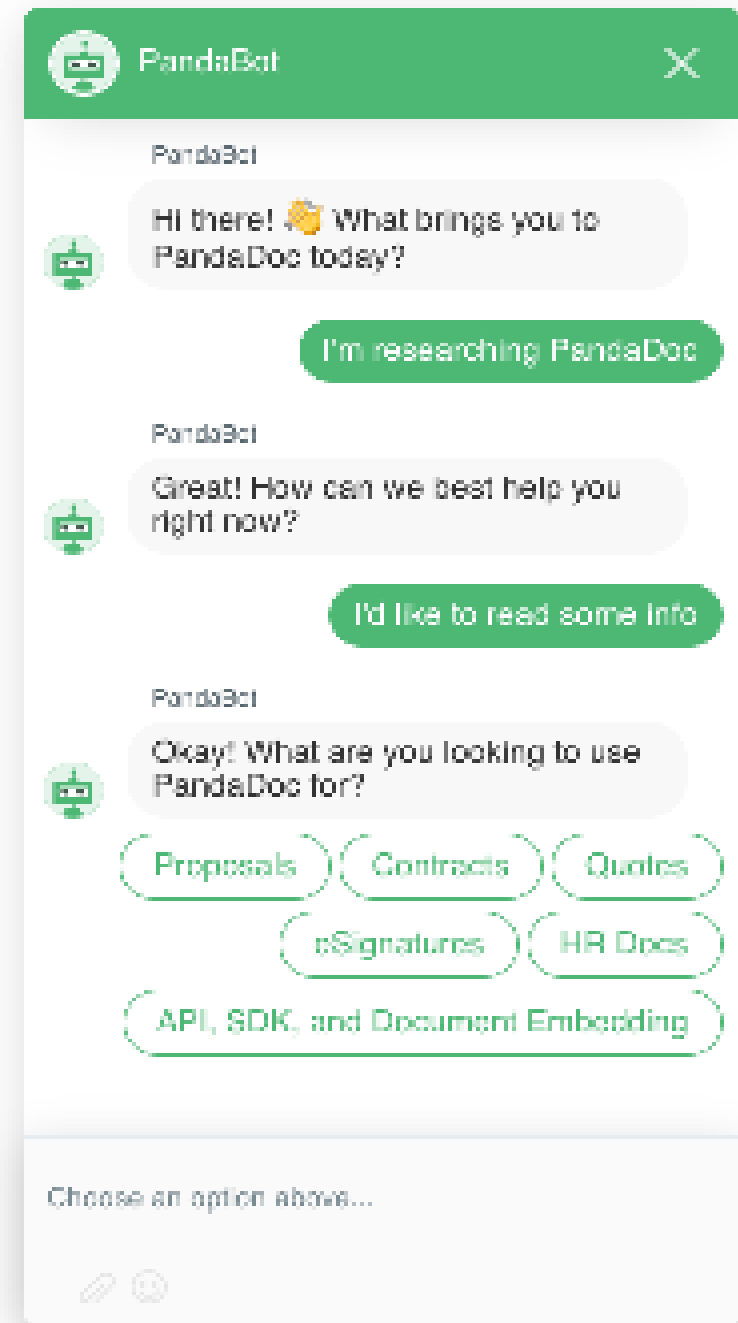 PandaBot
PandaBot
Hi there! 👋 What brings you to
PandaDoc today?
I'm researching PandaDoc
PandaBot
Great! How can we best help you
right now?
I'd like to read some info
PandaBot
Okay! What are you looking to use
PandaDoc for?
Proposals Contracts Quotes
eSignatures HR Docs
API, SDK, and Document Embedding
Choose an option above...